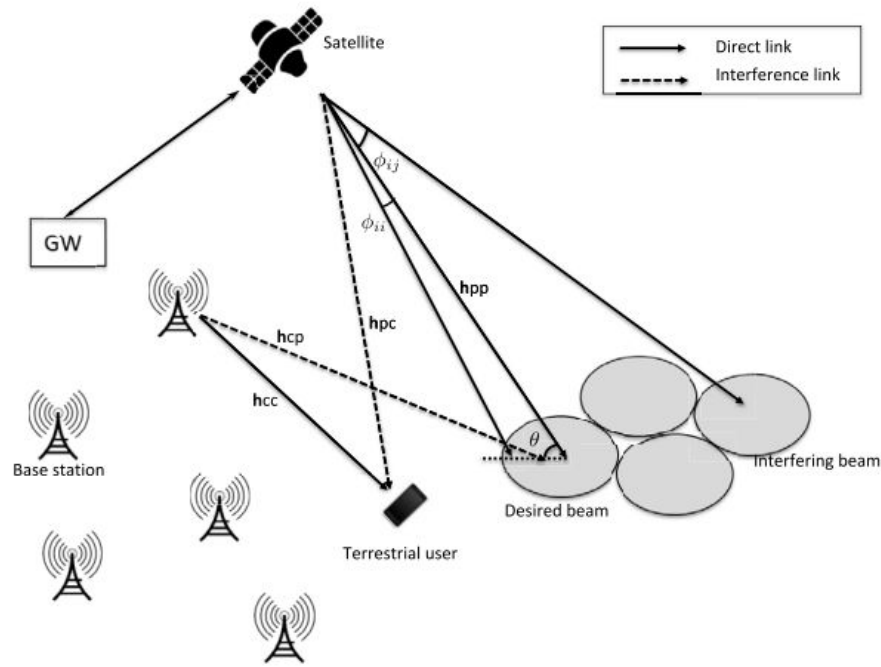 Satellite
Direct link
Interference link
ϕij
ϕii
GW
hpp
hcp
hpc
hcc
θ
Base station
Interfering beam
Desired beam
Terrestrial user